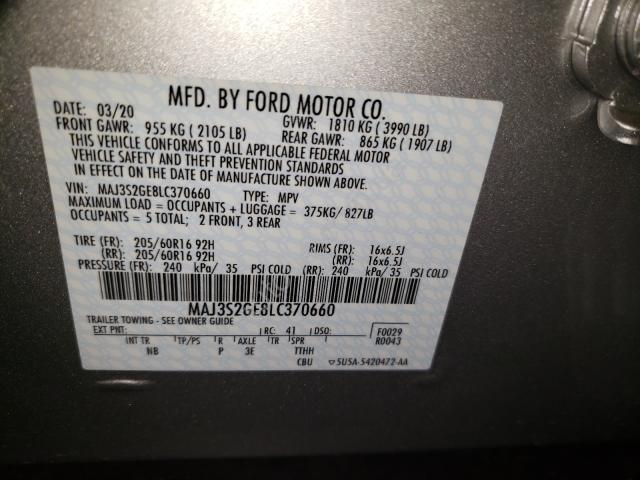 MFD. BY FORD MOTOR CO.
DATE: 03/20 GVWR: 1810 KG ( 3990 LB)
FRONT GAWR: 955 KG ( 2105 LB) REAR GAWR: 865 KG ( 1907 LB)
THIS VEHICLE CONFORMS TO ALL APPLICABLE FEDERAL MOTOR
VEHICLE SAFETY AND THEFT PREVENTION STANDARDS
IN EFFECT ON THE DATE OF MANUFACTURE SHOWN ABOVE.
VIN: MAJ3S2GE8LC370660 TYPE: MPV
MAXIMUM LOAD = OCCUPANTS + LUGGAGE = 375KG/ 827LB
OCCUPANTS = 5 TOTAL; 2 FRONT, 3 REAR
TIRE (FR): 205/60R16 92H RIMS (FR): 16x6.5J
(RR): 205/60R16 92H (RR): 16x6.5J
PRESSURE (FR): 240 kPa/ 35 PSI COLD (RR): 240 kPa/ 35 PSI COLD
MAJ3S2GE8LC370660
TRAILER TOWING - SEE OWNER GUIDE
EXT PNT: RC: 41 DSO: F0029
R0043
INT TR TP/PS R AXLE TR SPR
NB P 3E TTHH
CBU 5U5A-5420472-AA